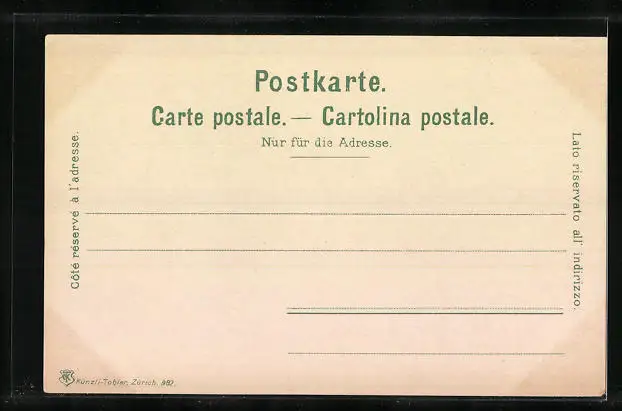 Postkarte.
Carte postale. — Cartolina postale.
Nur für die Adresse.
Côté réservé à l'adresse.
Lato riservato all' indirizzo.
Künzli-Tobler, Zürich.